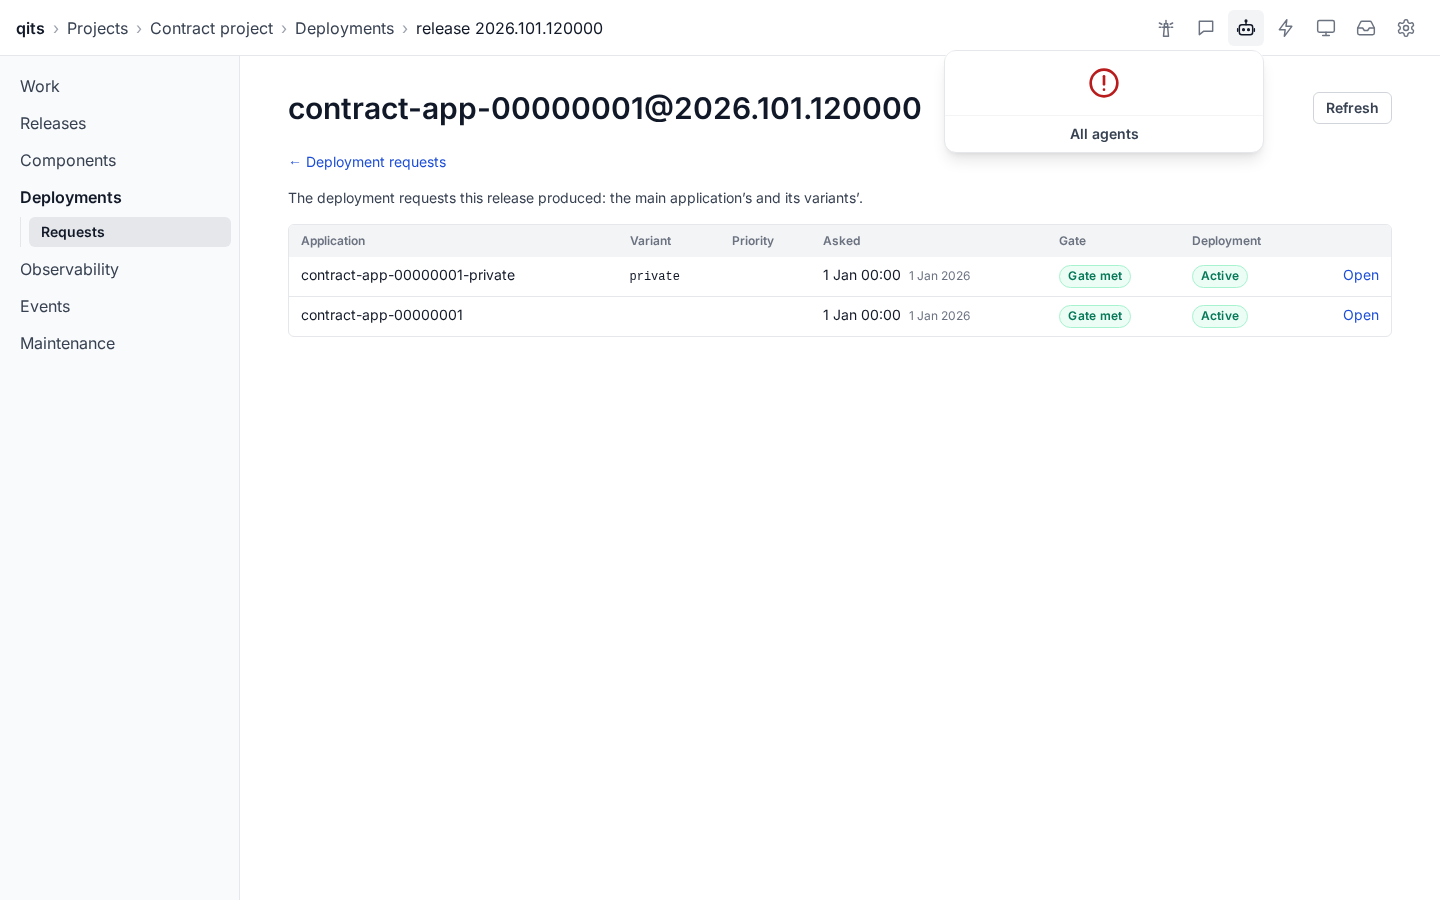 qits › Projects › Contract project › Deployments › release 2026.101.120000
All agents
Work
Releases
Components
Deployments
Requests
Observability
Events
Maintenance
contract-app-00000001@2026.101.120000
Refresh
← Deployment requests
The deployment requests this release produced: the main application’s and its variants’.
Application Variant Priority Asked Gate Deployment
contract-app-00000001-private private 1 Jan 00:00 1 Jan 2026 Gate met Active Open
contract-app-00000001 1 Jan 00:00 1 Jan 2026 Gate met Active Open